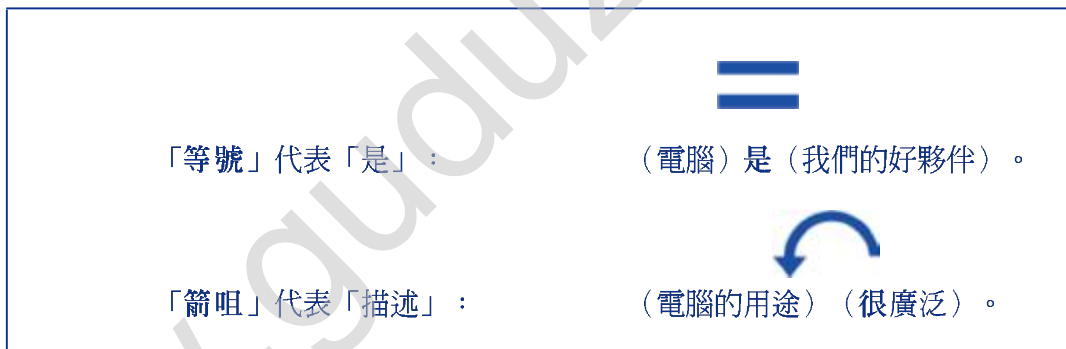 「等號」代表「是」： （電腦）是（我們的好夥伴）。
「箭咀」代表「描述」： （電腦的用途）（很廣泛）。